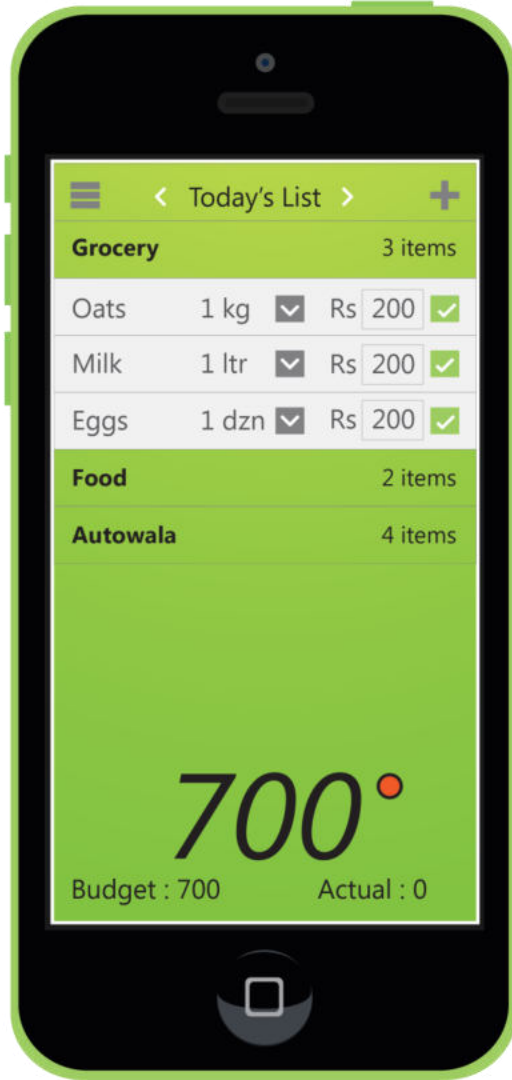 Today's List
Grocery 3 items
Oats 1 kg Rs 200
Milk 1 ltr Rs 200
Eggs 1 dzn Rs 200
Food 2 items
Autowala 4 items
700
Budget : 700 Actual : 0